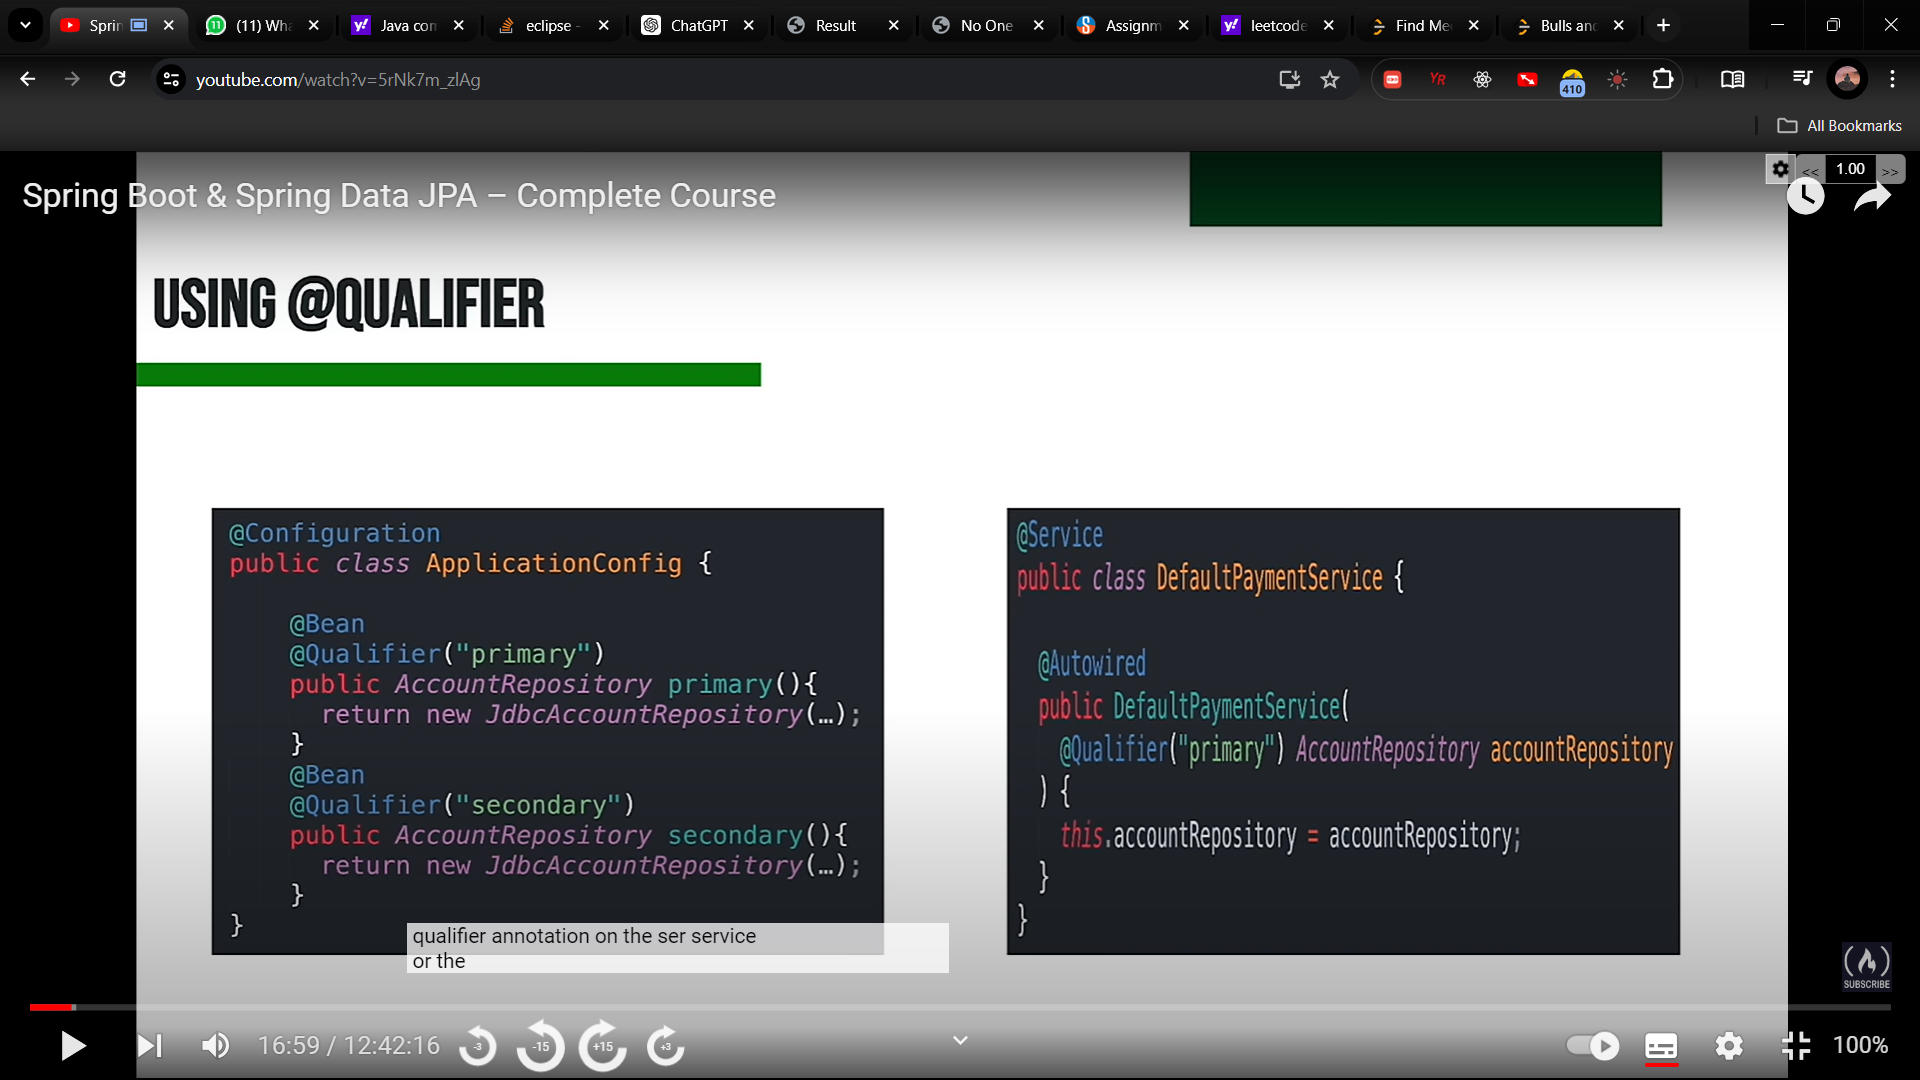 Sprin
(11) Wha
Java con
eclipse -
ChatGPT
Result
No One
Assignm
leetcode
Find Me
Bulls and
youtube.com/watch?v=5rNk7m_zlAg
YR
410
All Bookmarks
Spring Boot & Spring Data JPA – Complete Course
<< 1.00 >>
USING @QUALIFIER
@Configuration
public class ApplicationConfig {
@Bean
@Qualifier("primary")
public AccountRepository primary(){
return new JdbcAccountRepository(…);
}
@Bean
@Qualifier("secondary")
public AccountRepository secondary(){
return new JdbcAccountRepository(…);
}
}
@Service
public class DefaultPaymentService {
@Autowired
public DefaultPaymentService(
@Qualifier("primary") AccountRepository accountRepository
) {
this.accountRepository = accountRepository;
}
}
qualifier annotation on the ser service
or the
SUBSCRIBE
16:59 / 12:42:16
-3
-15
+15
+3
100%